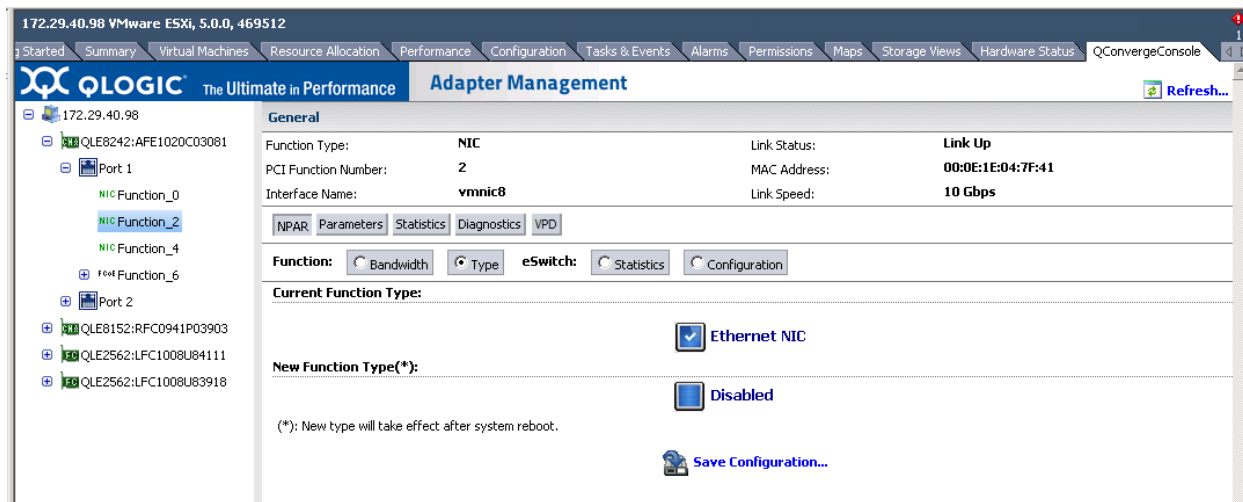 172.29.40.98 VMware ESXi, 5.0.0, 469512
g Started Summary Virtual Machines Resource Allocation Performance Configuration Tasks & Events Alarms Permissions Maps Storage Views Hardware Status QConvergeConsole
QLOGIC The Ultimate in Performance Adapter Management Refresh...
172.29.40.98
QLE8242:AFE1020C03081
Port 1
NIC Function_0
NIC Function_2
NIC Function_4
FCoE Function_6
Port 2
QLE8152:RFC0941P03903
QLE2562:LFC1008U84111
QLE2562:LFC1008U83918
General
Function Type: NIC Link Status: Link Up
PCI Function Number: 2 MAC Address: 00:0E:1E:04:7F:41
Interface Name: vmnic8 Link Speed: 10 Gbps
NPAR Parameters Statistics Diagnostics VPD
Function: Bandwidth Type eSwitch: Statistics Configuration
Current Function Type:
Ethernet NIC
New Function Type(*):
Disabled
(*): New type will take effect after system reboot.
Save Configuration...